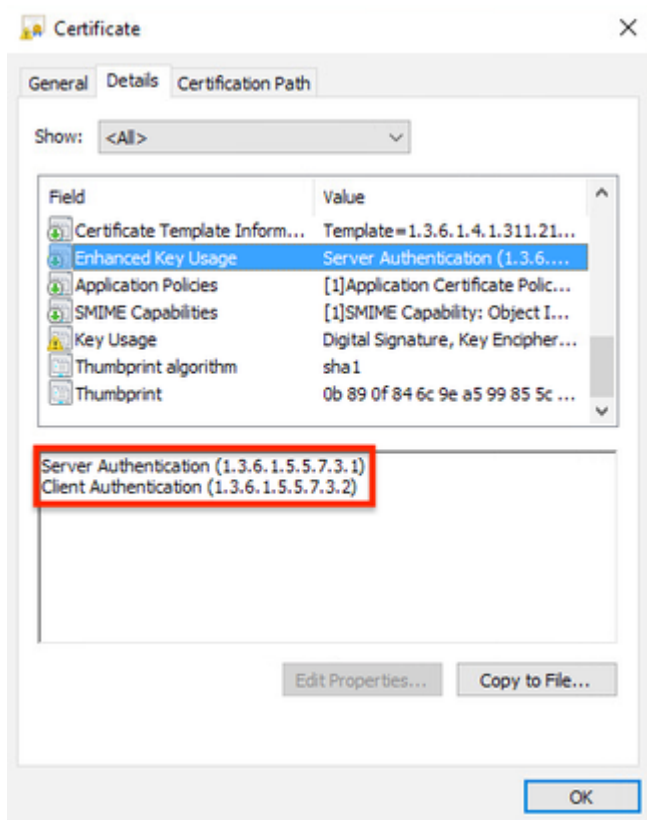 Certificate
General Details Certification Path
Show: <All>
Field Value
Certificate Template Inform... Template=1.3.6.1.4.1.311.21...
Enhanced Key Usage Server Authentication (1.3.6....
Application Policies [1]Application Certificate Polic...
SMIME Capabilities [1]SMIME Capability: Object I...
Key Usage Digital Signature, Key Encipher...
Thumbprint algorithm sha1
Thumbprint 0b 89 0f 84 6c 9e a5 99 85 5c ...
Server Authentication (1.3.6.1.5.5.7.3.1)
Client Authentication (1.3.6.1.5.5.7.3.2)
Edit Properties... Copy to File...
OK